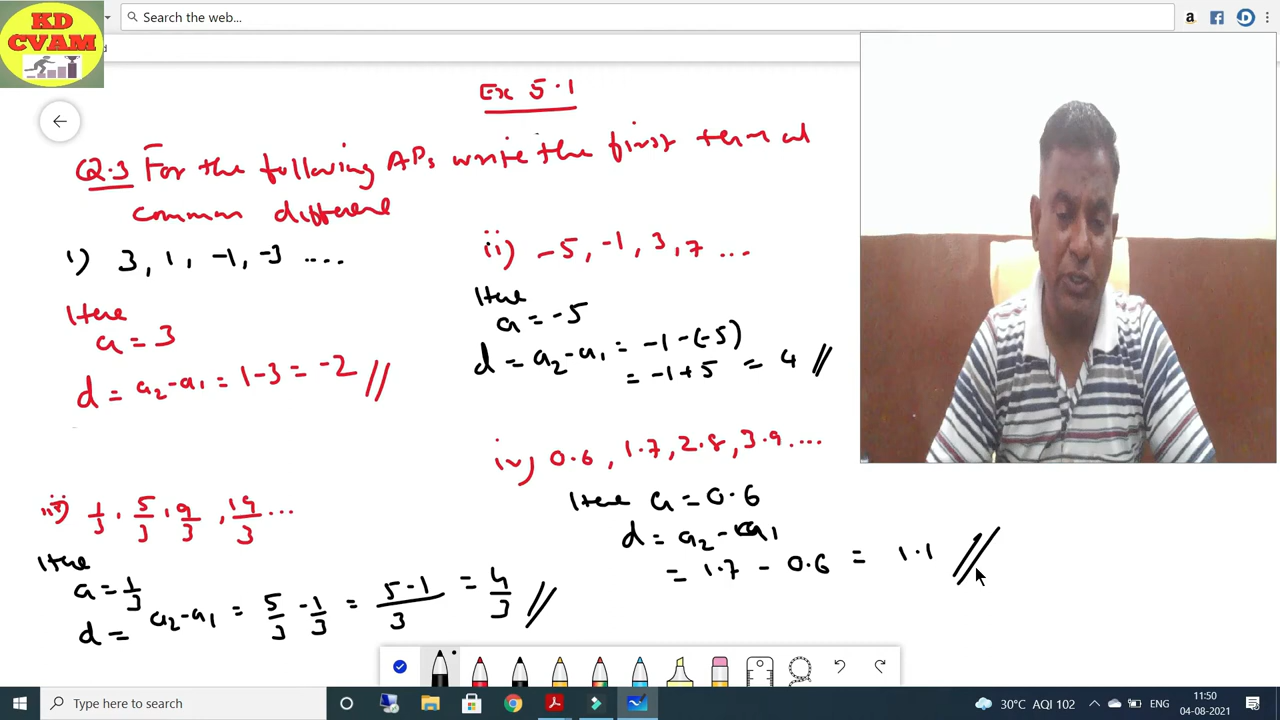 KD
CVAM
Search the web...
Ex 5.1
Q.3 For the following APs write the first term and
common difference
i) 3, 1, -1, -3 ....
Here
a = 3
d = a2 - a1 = 1-3 = -2 //
ii) -5, -1, 3, 7 ...
Here
a = -5
d = a2 - a1 = -1 - (-5)
= -1 + 5 = 4 //
iii) 1/3, 5/3, 9/3, 13/3 ...
Here
a = 1/3
d = a2 - a1 = 5/3 - 1/3 = 5-1/3 = 4/3 //
iv) 0.6, 1.7, 2.8, 3.9 ....
Here a = 0.6
d = a2 - a1
= 1.7 - 0.6 = 1.1 //
Type here to search
30°C AQI 102
ENG
11:50
04-08-2021